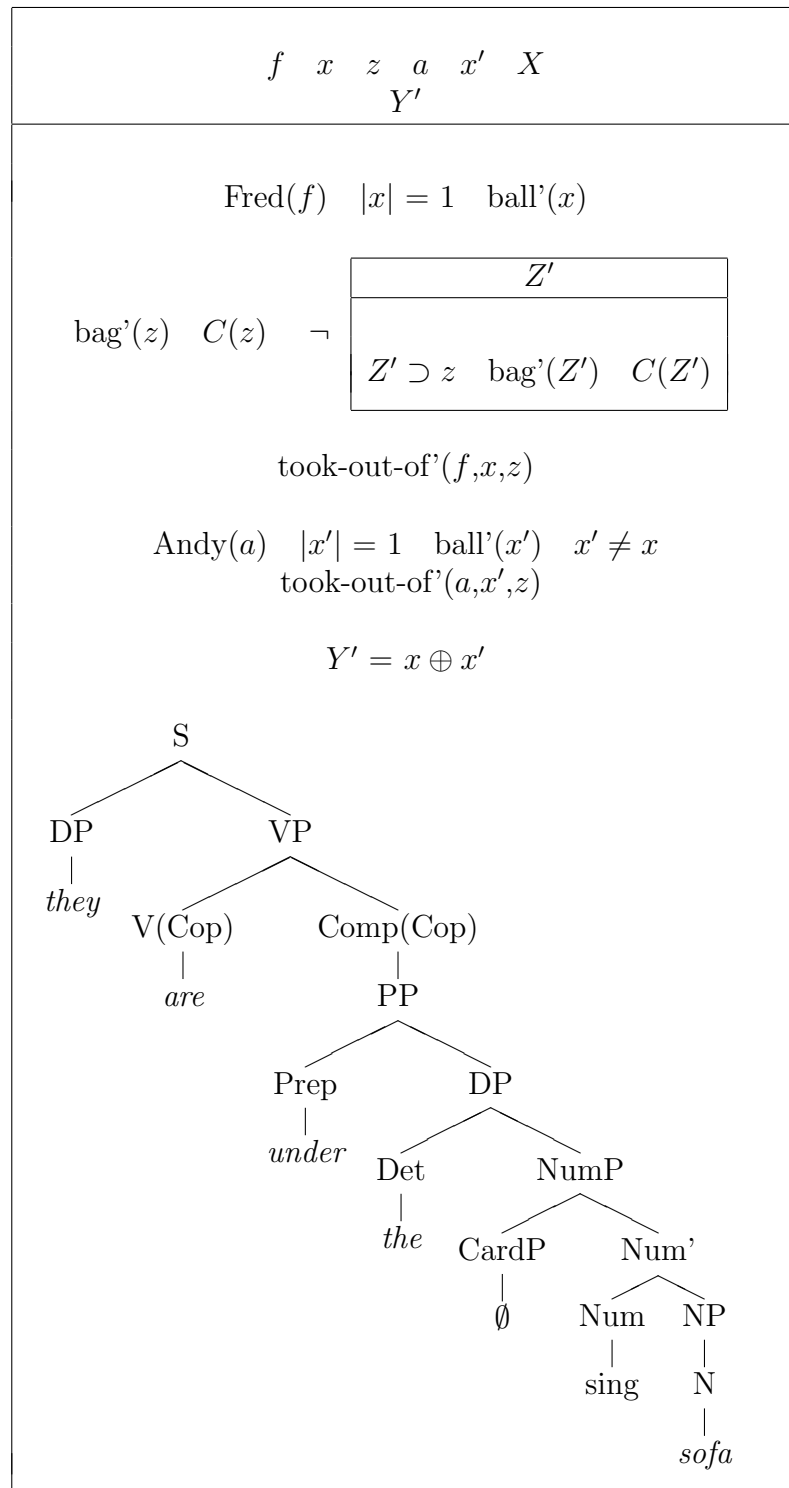 f x z a x′ X
Y′
Fred(f) |x| = 1 ball’(x)
Z′
bag’(z) C(z) ¬
Z′ ⊃ z bag’(Z′) C(Z′)
took-out-of’(f,x,z)
Andy(a) |x′| = 1 ball’(x′) x′ ≠ x
took-out-of’(a,x′,z)
Y′ = x ⊕ x′
S
DP VP
they
V(Cop) Comp(Cop)
are PP
Prep DP
under
Det NumP
the
CardP Num’
∅ Num NP
sing N
sofa